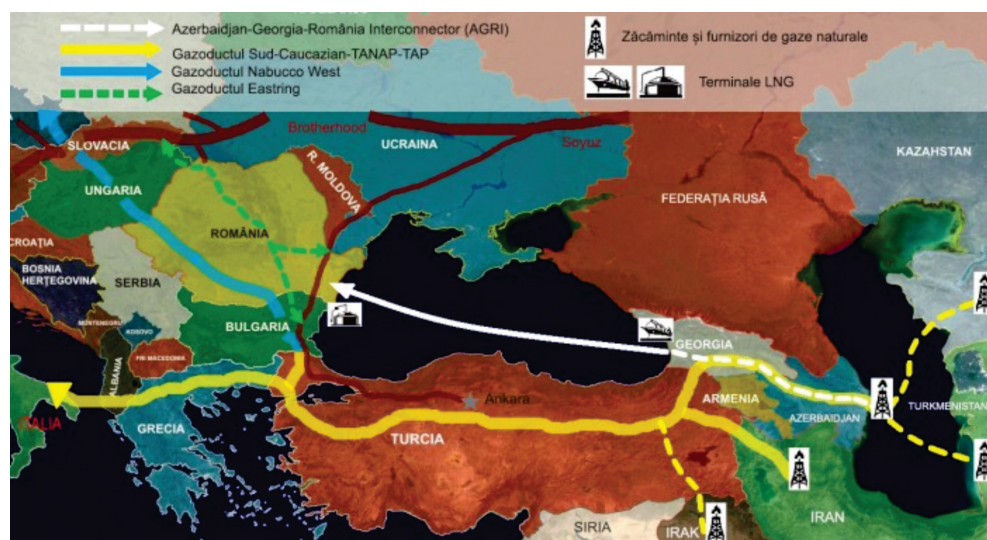 Azerbaidjan-Georgia-România Interconnector (AGRI)
Gazoductul Sud-Caucazian-TANAP-TAP
Gazoductul Nabucco West
Gazoductul Eastring
Zăcăminte și furnizori de gaze naturale
Terminale LNG
Brotherhood
Soyuz
SLOVACIA
UCRAINA
KAZAHSTAN
UNGARIA
R. MOLDOVA
FEDERAȚIA RUSĂ
ROMÂNIA
CROAȚIA
BOSNIA
HERȚEGOVINA
SERBIA
MUNTENEGRU
KOSOVO
BULGARIA
GEORGIA
FRI MACEDONIA
ALBANIA
Ankara
ARMENIA
AZERBAIDJAN
TURKMENISTAN
ITALIA
GRECIA
TURCIA
SIRIA
IRAK
IRAN